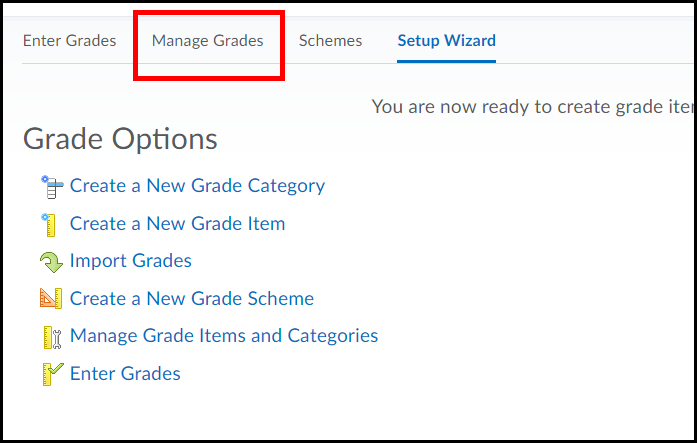 Enter Grades Manage Grades Schemes Setup Wizard
You are now ready to create grade iter
Grade Options
Create a New Grade Category
Create a New Grade Item
Import Grades
Create a New Grade Scheme
Manage Grade Items and Categories
Enter Grades